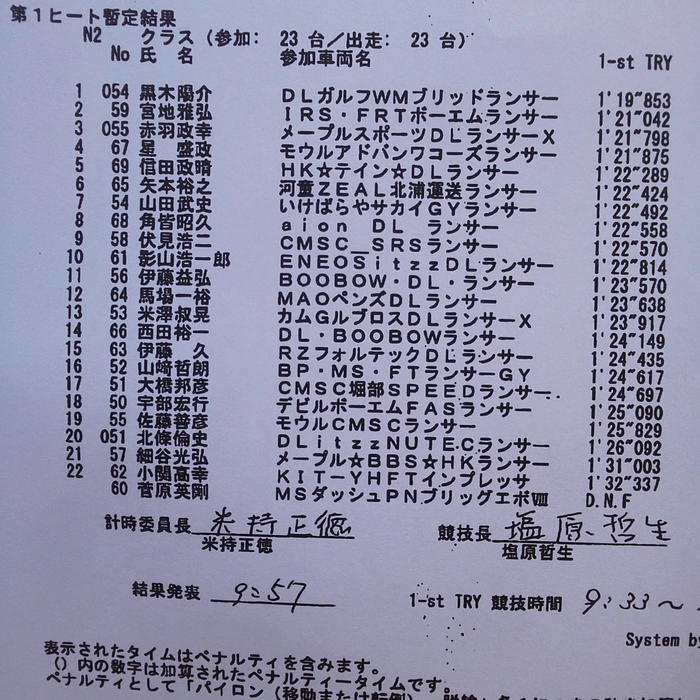 第1ヒート暫定結果
N2 クラス (参加: 23 台/出走: 23 台)
No 氏 名 参加車両名 1-st TRY
1 054 黒木陽介 DLガルフWMブリッドランサー 1'19"853
2 59 宮地雅弘 IRS・FRTボーエムランサー 1'21"042
3 055 赤羽政幸 メープルスポーツDLランサーX 1'21"798
4 67 星 盛政 モウルアドバンワコーズランサー 1'21"875
5 69 信田政晴 HK☆テイン☆DLランサー 1'22"289
6 65 矢本裕之 河童ZEAL北浦運送ランサー 1'22"424
7 54 山田武史 いけばらやサカイGYランサー 1'22"492
8 68 角皆昭久 aion DL ランサー 1'22"558
9 58 伏見浩二 CMSC_SRSランサー 1'22"570
10 61 影山浩一郎 ENEOSitzzDLランサー 1'22"814
11 56 伊藤益弘 BOOBOW・DL・ランサー 1'23"570
12 64 馬場一裕 MAOペンズDLランサー 1'23"638
13 53 米澤叔晃 カムGルブロスDLランサーX 1'23"917
14 66 西田裕一 DL・BOOBOWランサー 1'24"149
15 63 伊藤 久 RZフォルテックDLランサー 1'24"435
16 52 山﨑哲朗 BP・MS・FTランサーGY 1'24"617
17 51 大橋邦彦 CMSC堀部SPEEDランサー 1'24"697
18 50 宇部宏行 デビルボーエムFASランサー 1'25"090
19 55 佐藤善彦 モウルCMSCランサー 1'25"829
20 051 北條倫史 DLitzzNUTE.Cランサー 1'26"092
21 57 細谷光弘 メープル☆BBS☆HKランサー 1'31"003
22 62 小関高幸 KIT-YHFTインプレッサ 1'32"337
60 菅原英剛 MSダッシュPNブリッグエボⅧ D.N.F
計時委員長 米持正徳 競技長 塩原哲生
米持正徳 塩原哲生
結果発表 9:57 1-st TRY 競技時間 9:33～
System by
表示されたタイムはペナルティを含みます。
()内の数字は加算されたペナルティータイムです。
ペナルティとして「パイロン(移動または転倒)